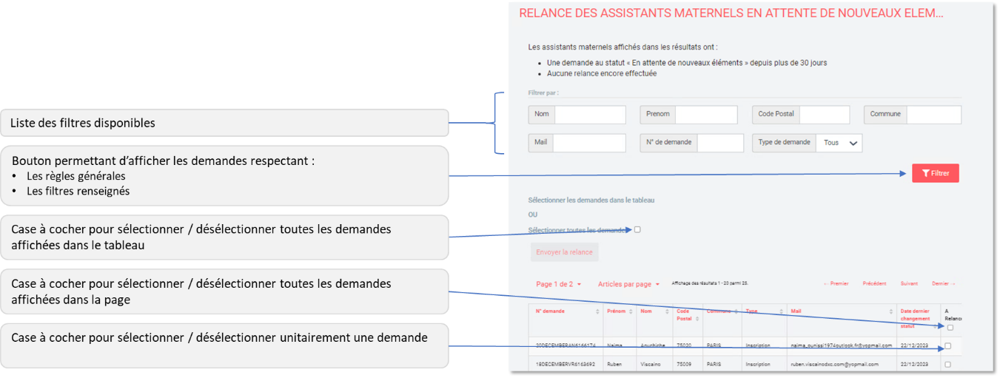 Liste des filtres disponibles
Bouton permettant d'afficher les demandes respectant :
• Les règles générales
• Les filtres renseignés
Case à cocher pour sélectionner / désélectionner toutes les demandes
affichées dans le tableau
Case à cocher pour sélectionner / désélectionner toutes les demandes
affichées dans la page
Case à cocher pour sélectionner / désélectionner unitairement une demande
RELANCE DES ASSISTANTS MATERNELS EN ATTENTE DE NOUVEAUX ELEM...
Les assistants maternels affichés dans les résultats ont :
• Une demande au statut « En attente de nouveaux éléments » depuis plus de 30 jours
• Aucune relance encore effectuée
Filtrer par :
Nom Prenom Code Postal Commune
Mail N° de demande Type de demande Tous
Filtrer
Sélectionner les demandes dans le tableau
OU
Sélectionner toutes les demandes
Envoyer la relance
Page 1 de 2 Articles par page Affichage des résultats 1 - 20 parmi 25. ← Premier Précédent Suivant Dernier →
N° demande Prénom Nom Code Postal Commune Type Mail Date dernier changement statut A Relance
20DECEMBERAN6166174 Naima 75020 PARIS Inscription naima_ounissi1974outlook.fr@yopmail.com 22/12/2023
18DECEMBERVR6163692 Ruben Viscaino 75009 PARIS Inscription ruben.viscainodxc.com@yopmail.com 22/12/2023